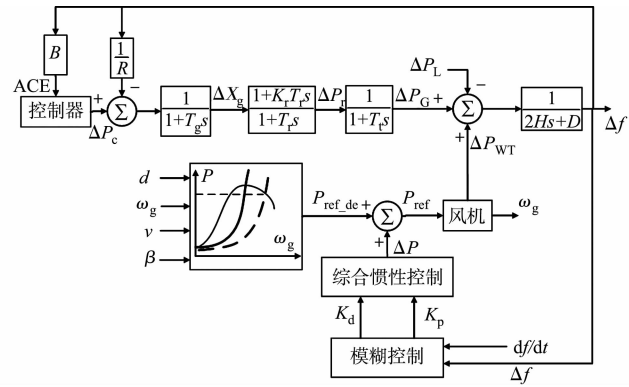 B
1/R
ACE
控制器
+
ΔP_c
−
Σ
1/(1+T_g s)
ΔX_g
(1+K_r T_r s)/(1+T_r s)
ΔP_r
1/(1+T_t s)
ΔP_G +
ΔP_L
−
Σ
+
ΔP_WT
1/(2Hs+D)
Δf
d
ω_g
v
β
P
ω_g
P_ref_de +
Σ
+
P_ref
风机
ω_g
ΔP
综合惯性控制
K_d
K_p
模糊控制
df/dt
Δf